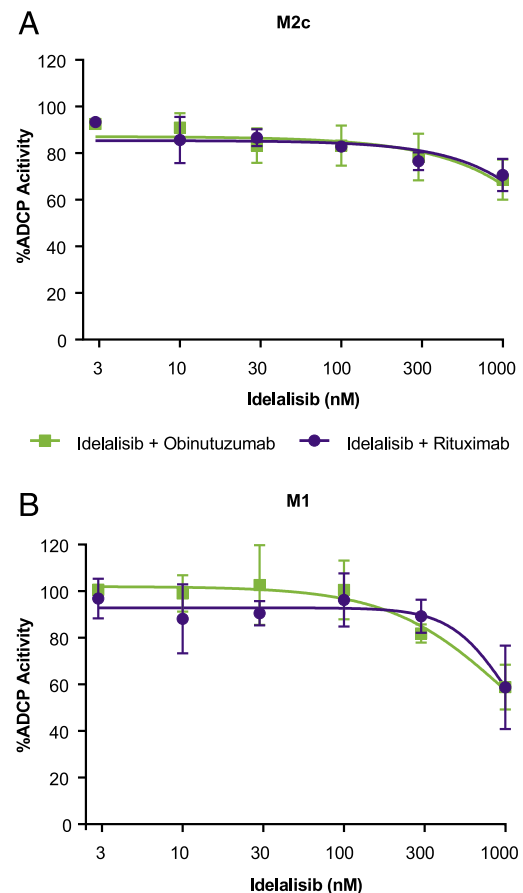 A
M2c
120
100
80
60
40
20
0
%ADCP Acitivity
3 10 30 100 300 1000
Idelalisib (nM)
Idelalisib + Obinutuzumab Idelalisib + Rituximab
B
M1
120
100
80
60
40
20
0
%ADCP Acitivity
3 10 30 100 300 1000
Idelalisib (nM)